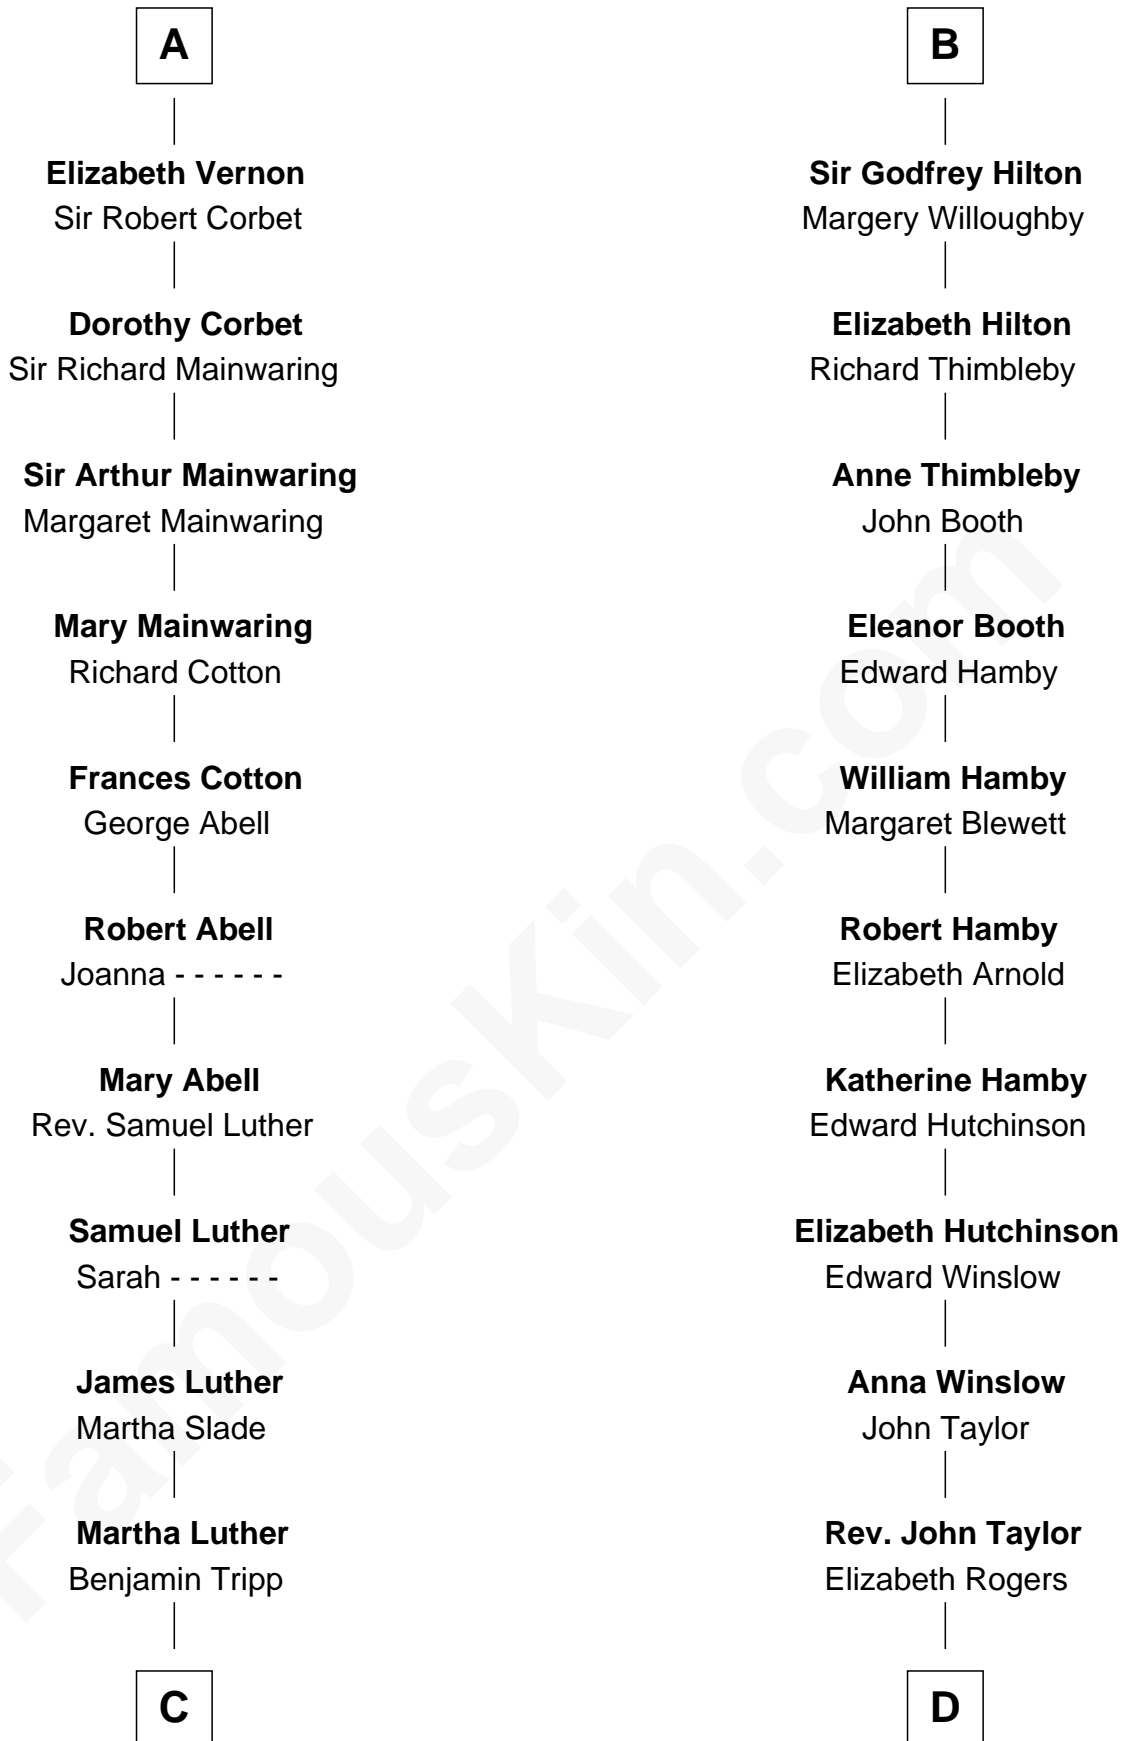 A
Elizabeth Vernon
Sir Robert Corbet
Dorothy Corbet
Sir Richard Mainwaring
Sir Arthur Mainwaring
Margaret Mainwaring
Mary Mainwaring
Richard Cotton
Frances Cotton
George Abell
Robert Abell
Joanna - - - - - -
Mary Abell
Rev. Samuel Luther
Samuel Luther
Sarah - - - - - -
James Luther
Martha Slade
Martha Luther
Benjamin Tripp
C
B
Sir Godfrey Hilton
Margery Willoughby
Elizabeth Hilton
Richard Thimbleby
Anne Thimbleby
John Booth
Eleanor Booth
Edward Hamby
William Hamby
Margaret Blewett
Robert Hamby
Elizabeth Arnold
Katherine Hamby
Edward Hutchinson
Elizabeth Hutchinson
Edward Winslow
Anna Winslow
John Taylor
Rev. John Taylor
Elizabeth Rogers
D
FamousKin.com